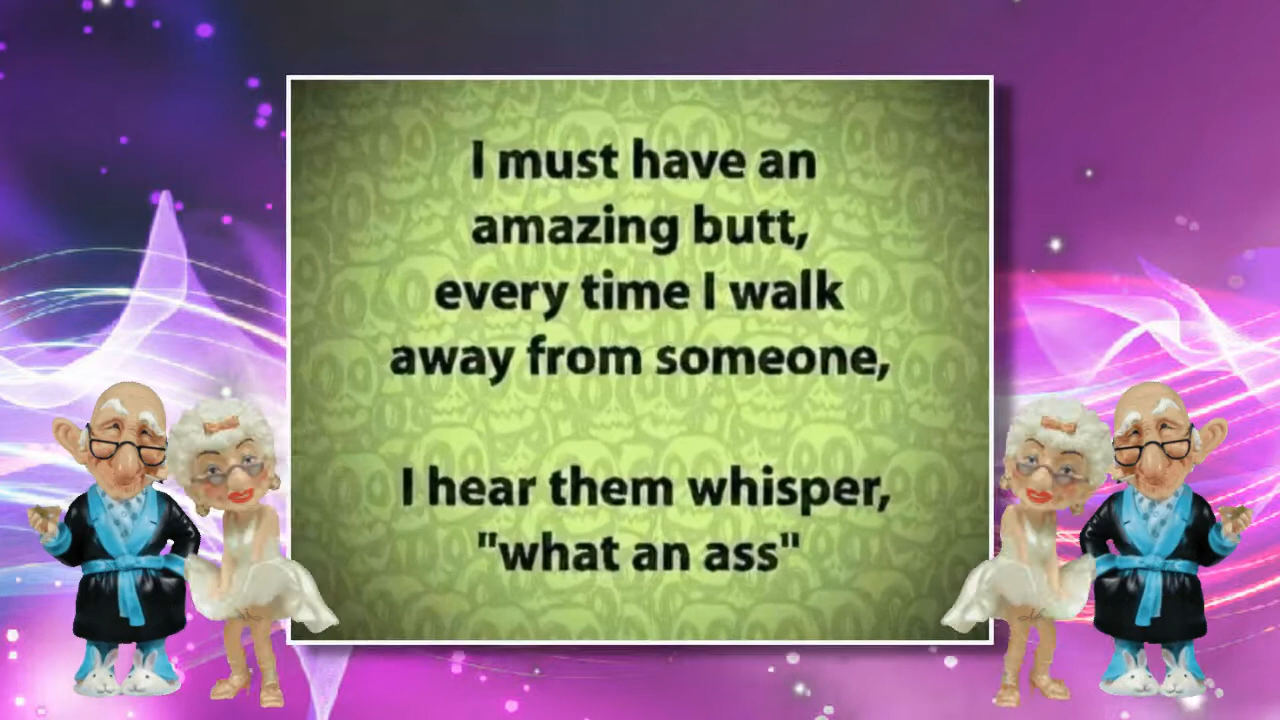 I must have an
amazing butt,
every time I walk
away from someone,
I hear them whisper,
"what an ass"